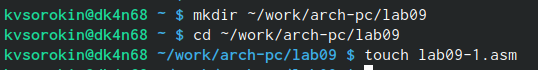 kvsorokin@dk4n68 ~ $ mkdir ~/work/arch-pc/lab09
kvsorokin@dk4n68 ~ $ cd ~/work/arch-pc/lab09
kvsorokin@dk4n68 ~/work/arch-pc/lab09 $ touch lab09-1.asm